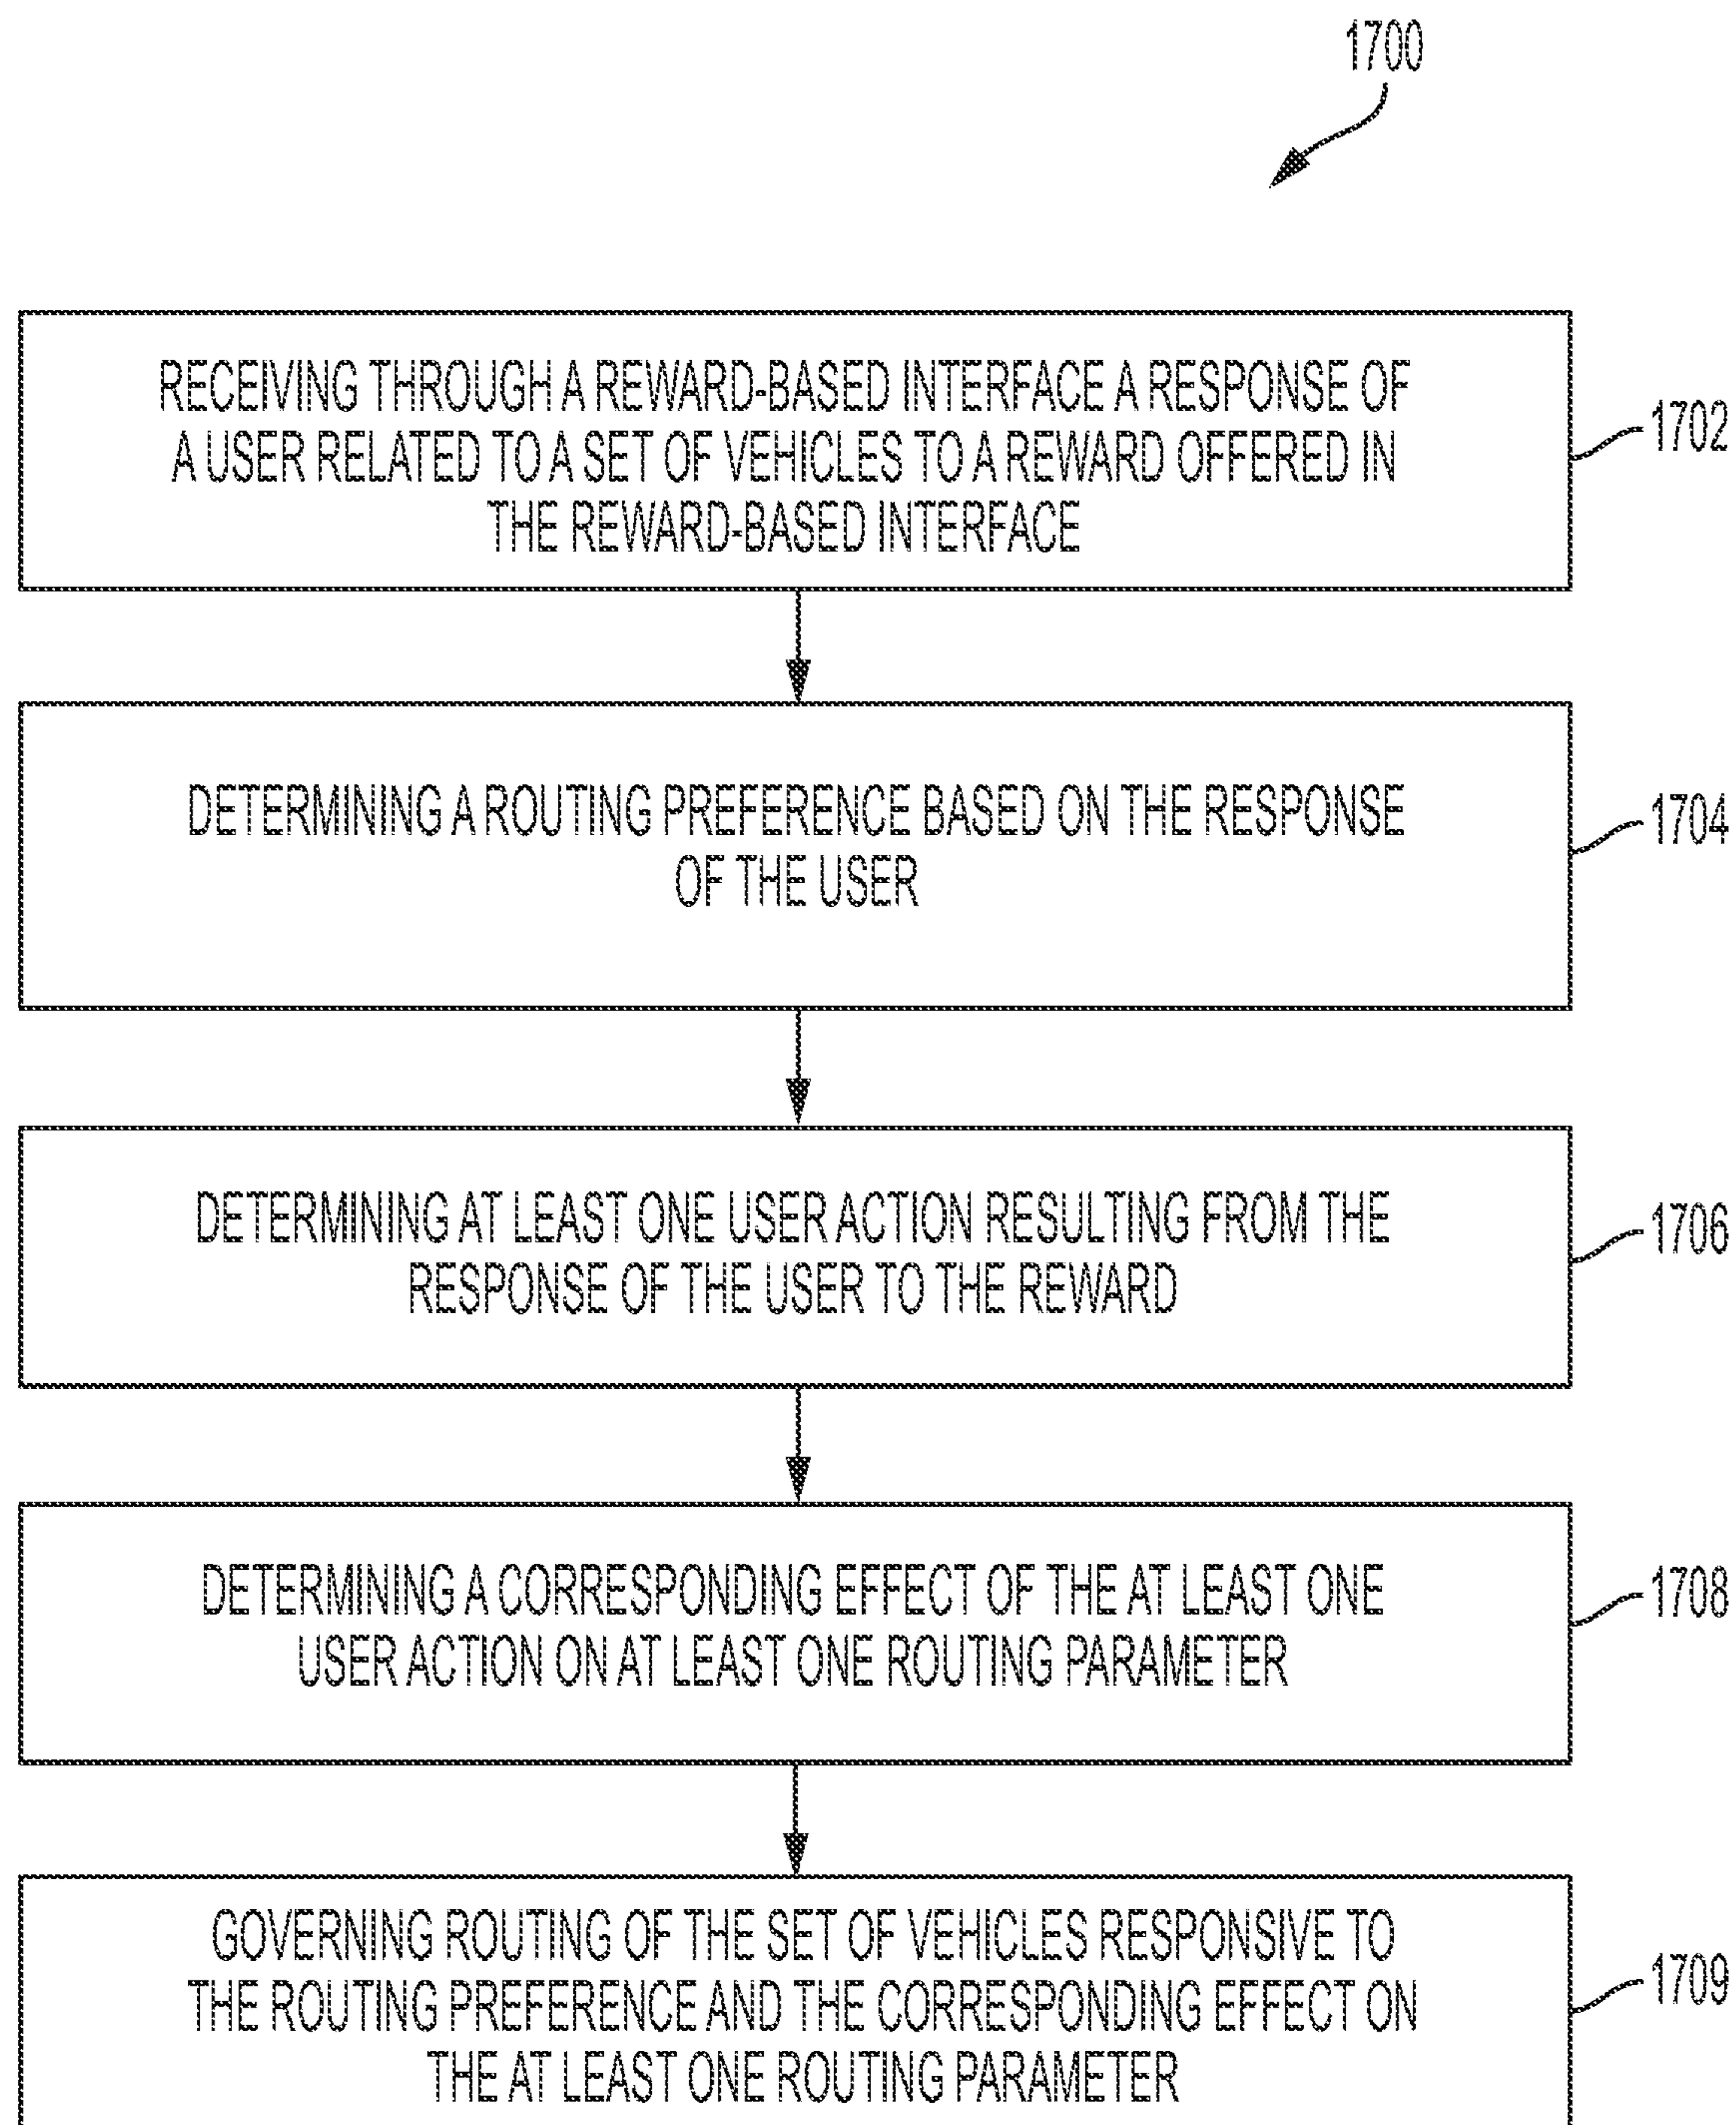 1700
RECEIVING THROUGH A REWARD-BASED INTERFACE A RESPONSE OF
A USER RELATED TO A SET OF VEHICLES TO A REWARD OFFERED IN
THE REWARD-BASED INTERFACE
1702
DETERMINING A ROUTING PREFERENCE BASED ON THE RESPONSE
OF THE USER
1704
DETERMINING AT LEAST ONE USER ACTION RESULTING FROM THE
RESPONSE OF THE USER TO THE REWARD
1706
DETERMINING A CORRESPONDING EFFECT OF THE AT LEAST ONE
USER ACTION ON AT LEAST ONE ROUTING PARAMETER
1708
GOVERNING ROUTING OF THE SET OF VEHICLES RESPONSIVE TO
THE ROUTING PREFERENCE AND THE CORRESPONDING EFFECT ON
THE AT LEAST ONE ROUTING PARAMETER
1709